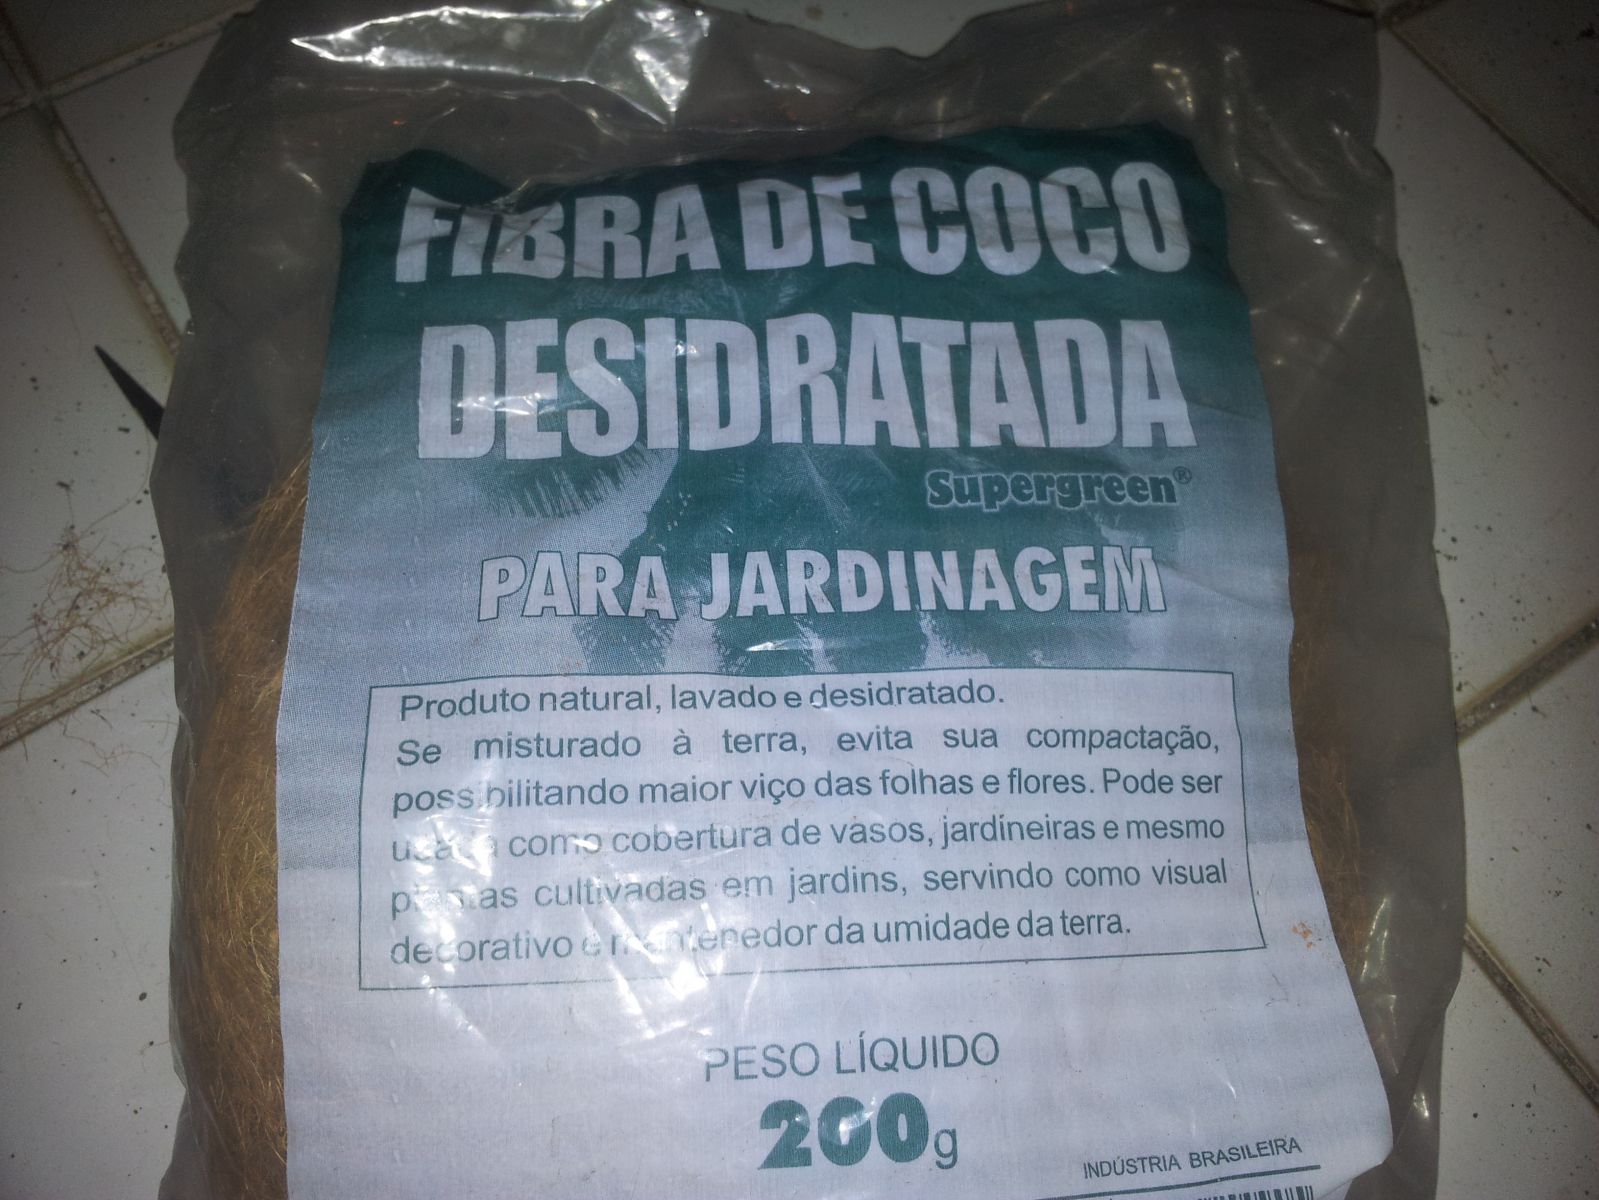 FIBRA DE COCO
DESIDRATADA
Supergreen®
PARA JARDINAGEM
Produto natural, lavado e desidratado.
Se misturado à terra, evita sua compactação,
possibilitando maior viço das folhas e flores. Pode ser
como cobertura de vasos, jardineiras e mesmo
plantas cultivadas em jardins, servindo como visual
decorativo e mantenedor da umidade da terra.
PESO LÍQUIDO
200g
INDÚSTRIA BRASILEIRA